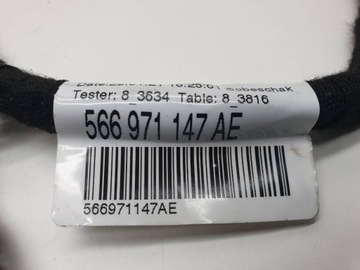 Tester: 8_3634 Table: 8_3816
566 971 147 AE
566971147AE